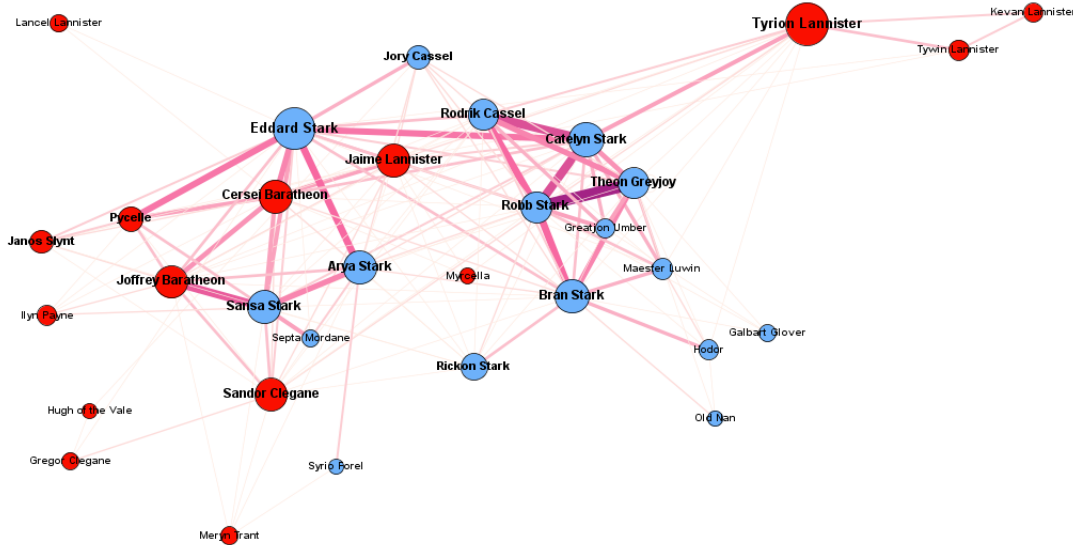 Lancel Lannister
Tyrion Lannister
Kevan Lannister
Tywin Lannister
Jory Cassel
Rodrik Cassel
Eddard Stark
Catelyn Stark
Jaime Lannister
Theon Greyjoy
Cersei Baratheon
Robb Stark
Pycelle
Greatjon Umber
Janos Slynt
Arya Stark
Maester Luwin
Joffrey Baratheon
Myrcella
Bran Stark
Sansa Stark
Ilyn Payne
Galbart Glover
Septa Mordane
Hodor
Rickon Stark
Sandor Clegane
Hugh of the Vale
Old Nan
Gregor Clegane
Syrio Forel
Meryn Trant